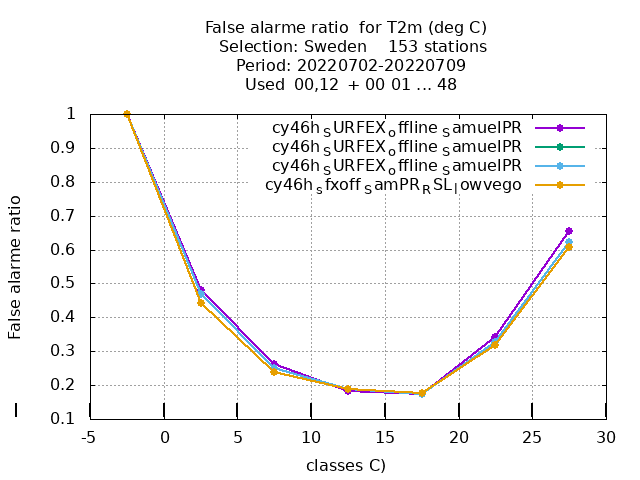 False alarme ratio  for T2m (deg C)
Selection: Sweden    153 stations
Period: 20220702-20220709
Used  00,12  + 00 01 ... 48
cy46h_SURFEX_offline_SamuelPR
cy46h_SURFEX_offline_SamuelPR
cy46h_SURFEX_offline_SamuelPR
cy46h_sfxoff_SamPR_RSL_lowvego
1
0.9
0.8
0.7
0.6
0.5
0.4
0.3
0.2
0.1
False alarme ratio
-5 0 5 10 15 20 25 30
classes C)